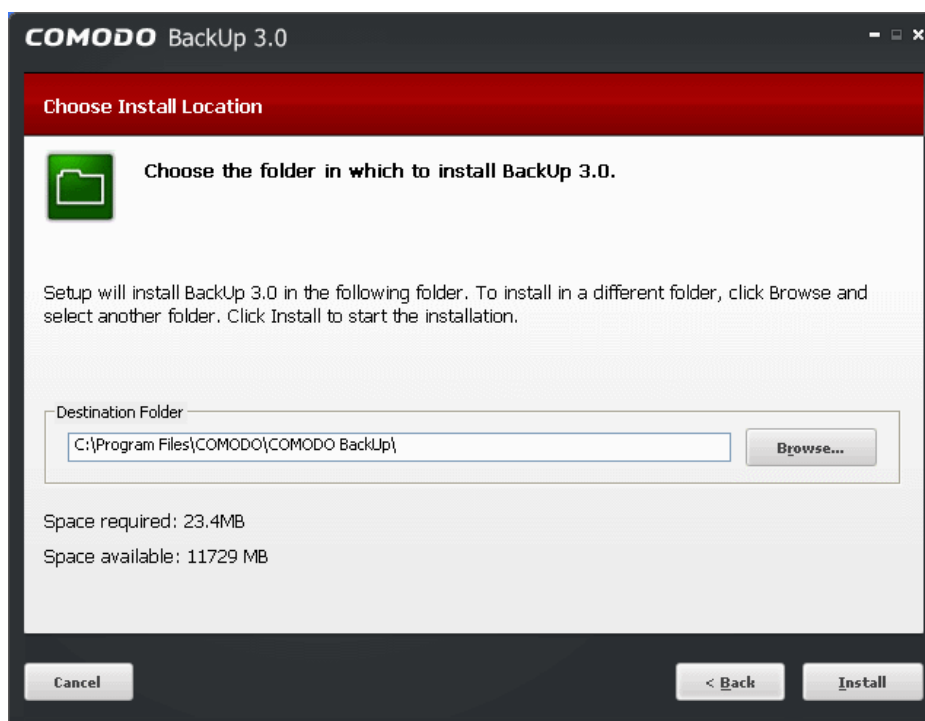 COMODO BackUp 3.0
Choose Install Location
Choose the folder in which to install BackUp 3.0.
Setup will install BackUp 3.0 in the following folder. To install in a different folder, click Browse and
select another folder. Click Install to start the installation.
Destination Folder
C:\Program Files\COMODO\COMODO BackUp\
Browse...
Space required: 23.4MB
Space available: 11729 MB
Cancel
< Back
Install